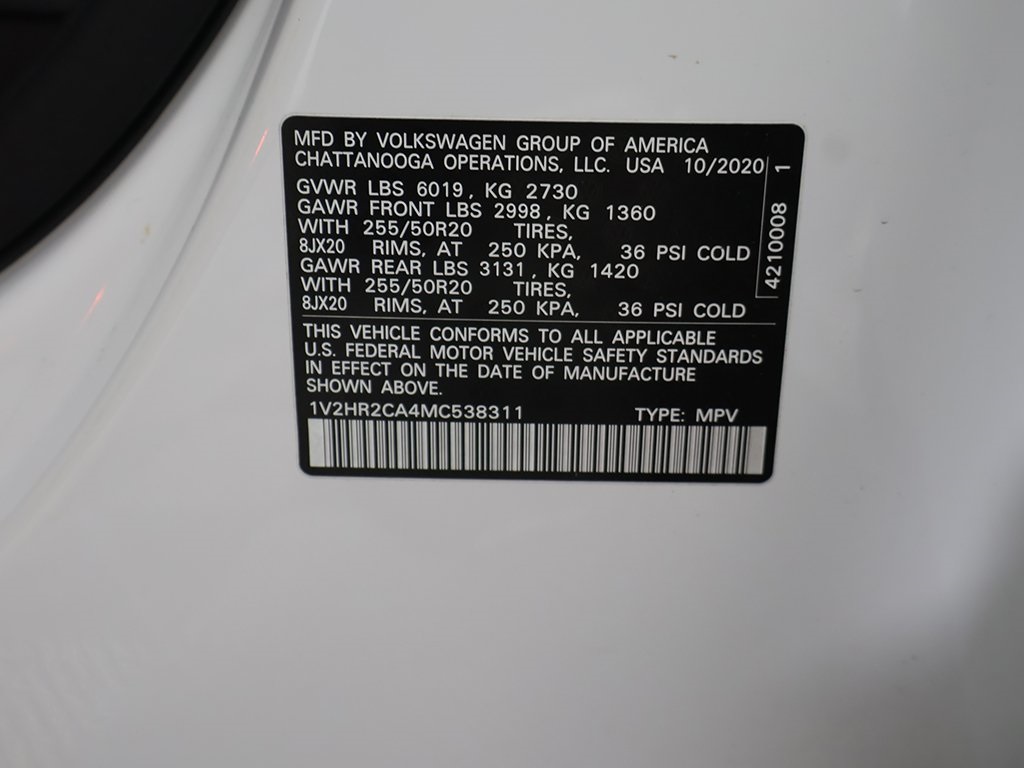 MFD BY VOLKSWAGEN GROUP OF AMERICA
CHATTANOOGA OPERATIONS, LLC. USA 10/2020
GVWR LBS 6019, KG 2730
GAWR FRONT LBS 2998, KG 1360
WITH 255/50R20 TIRES,
8JX20 RIMS, AT 250 KPA, 36 PSI COLD
GAWR REAR LBS 3131, KG 1420
WITH 255/50R20 TIRES,
8JX20 RIMS, AT 250 KPA, 36 PSI COLD
4210008 1
THIS VEHICLE CONFORMS TO ALL APPLICABLE
U.S. FEDERAL MOTOR VEHICLE SAFETY STANDARDS
IN EFFECT ON THE DATE OF MANUFACTURE
SHOWN ABOVE.
1V2HR2CA4MC538311 TYPE: MPV